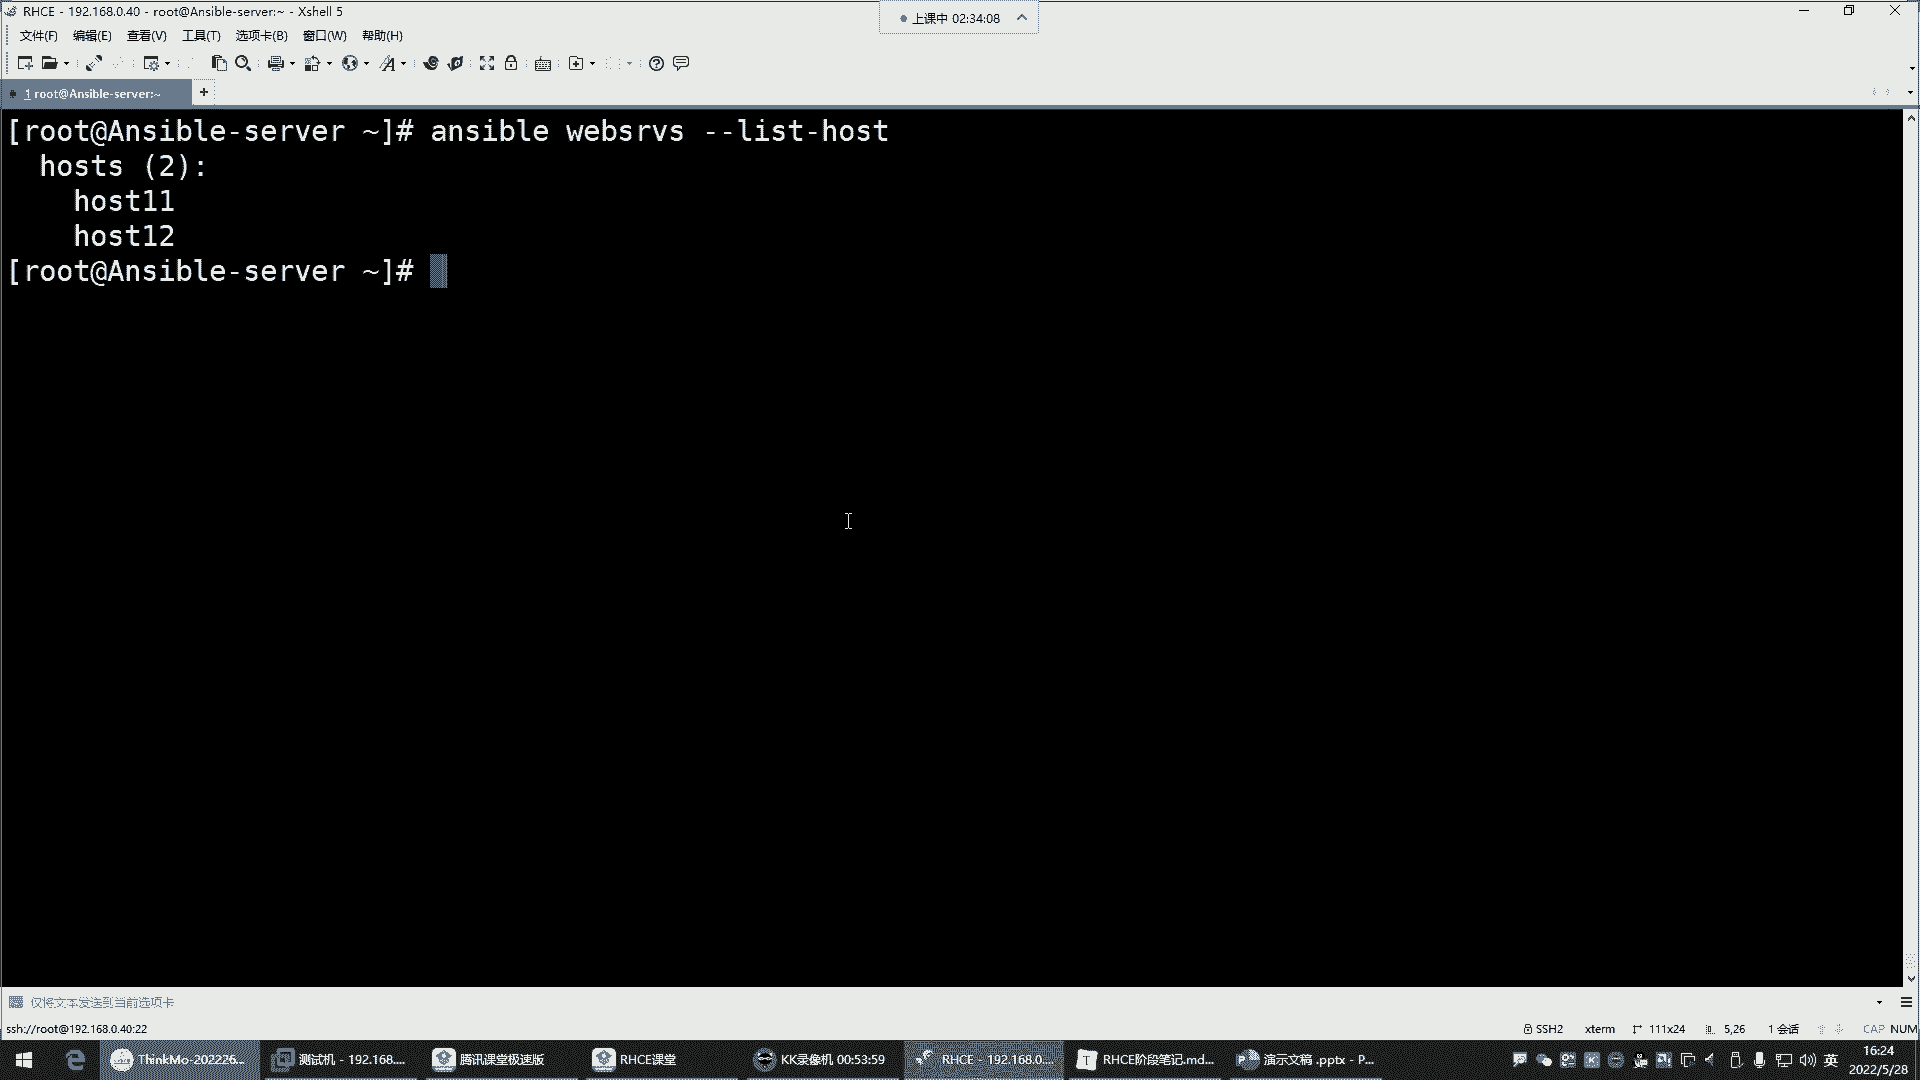 RHCE - 192.168.0.40 - root@Ansible-server:~ - Xshell 5
上课中 02:34:08
文件(F) 编辑(E) 查看(V) 工具(T) 选项卡(B) 窗口(W) 帮助(H)
1 root@Ansible-server:~
[root@Ansible-server ~]# ansible websrvs --list-host
hosts (2):
host11
host12
[root@Ansible-server ~]#
仅将文本发送到当前选项卡
ssh://root@192.168.0.40:22 SSH2 xterm 111x24 5,26 1 会话 CAP NUM
ThinkMo-202226... 测试机 - 192.168.... 腾讯课堂极速版 RHCE课堂 KK录像机 00:53:59 RHCE - 192.168.0.... RHCE阶段笔记.md... 演示文稿 .pptx - P... 英 16:24
2022/5/28